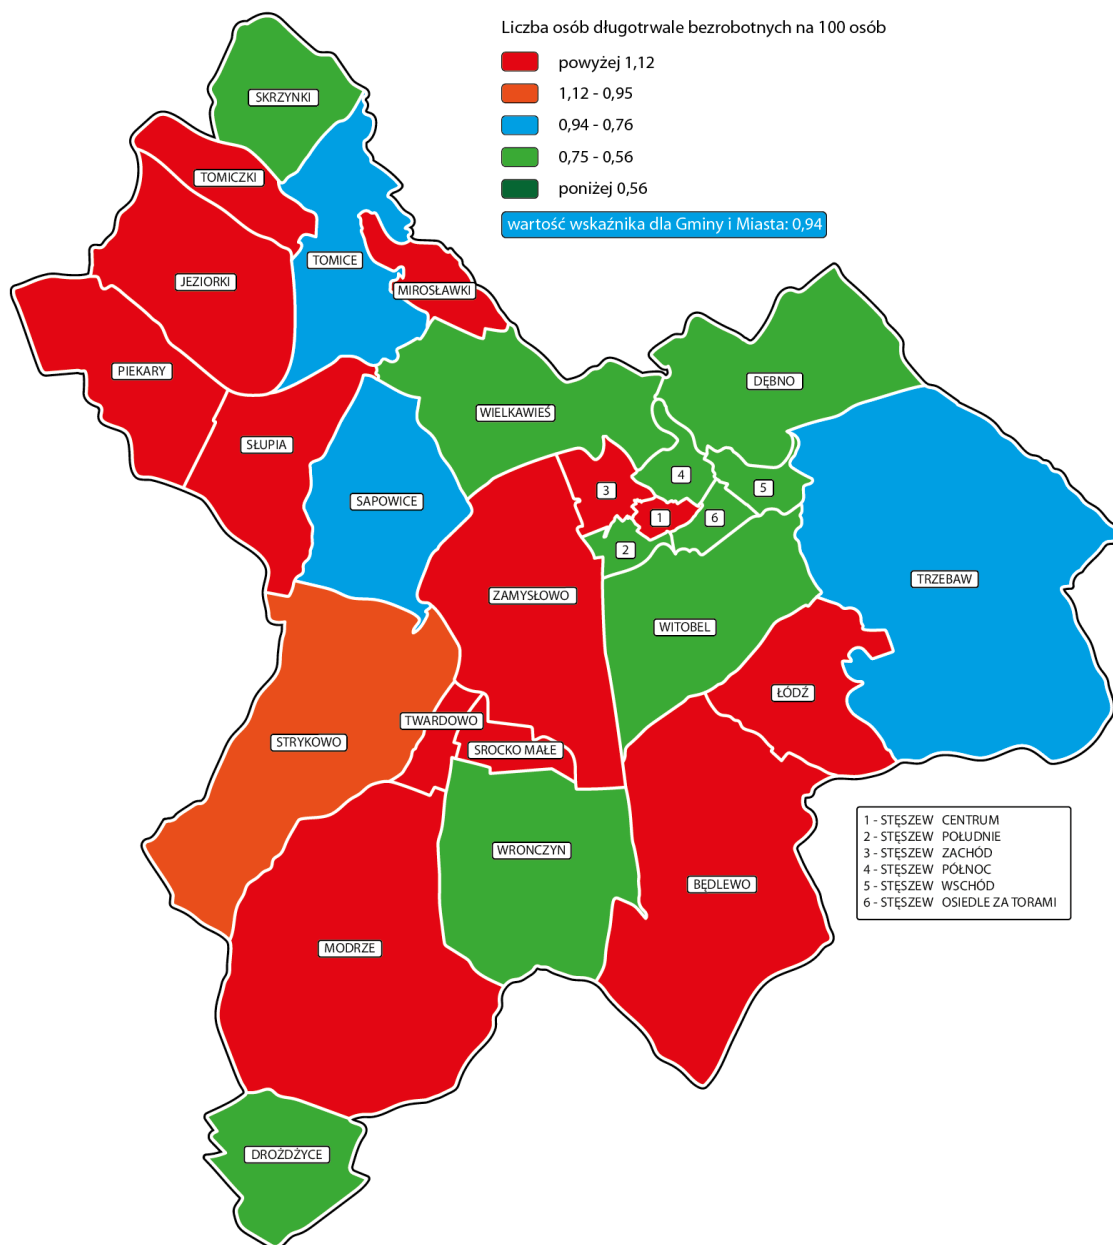 Liczba osób długotrwale bezrobotnych na 100 osób
powyżej 1,12
1,12 - 0,95
0,94 - 0,76
0,75 - 0,56
poniżej 0,56
wartość wskaźnika dla Gminy i Miasta: 0,94
SKRZYNKI
TOMICZKI
TOMICE
JEZIORKI
MIROSŁAWKI
PIEKARY
DĘBNO
WIELKAWIEŚ
SŁUPIA
4
3
5
SAPOWICE
1
6
2
TRZEBAW
ZAMYSŁOWO
WITOBEL
ŁÓDŹ
TWARDOWO
STRYKOWO
SROCKO MAŁE
WRONCZYN
BĘDLEWO
MODRZE
DROŻDŻYCE
1 - STĘSZEW CENTRUM
2 - STĘSZEW POŁUDNIE
3 - STĘSZEW ZACHÓD
4 - STĘSZEW PÓŁNOC
5 - STĘSZEW WSCHÓD
6 - STĘSZEW OSIEDLE ZA TORAMI